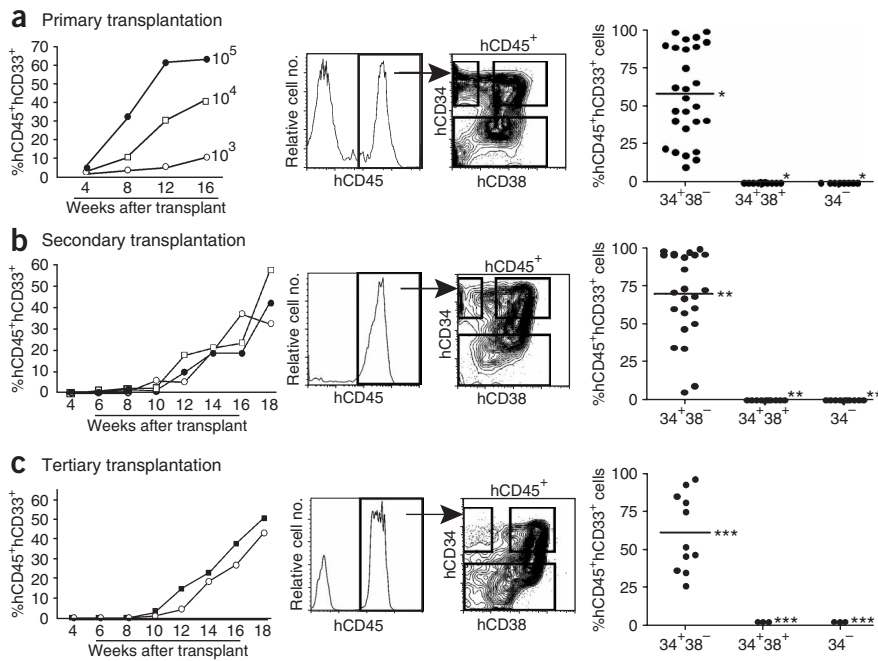 a Primary transplantation
%hCD45⁺hCD33⁺
70
60
50
40
30
20
10
0
10⁵
10⁴
10³
4 8 12 16
Weeks after transplant
Relative cell no.
hCD45
hCD45⁺
hCD34
hCD38
%hCD45⁺hCD33⁺ cells
100
75
50
25
0
*
* *
34⁺38⁻ 34⁺38⁺ 34⁻
b Secondary transplantation
%hCD45⁺hCD33⁺
60
50
40
30
20
10
0
4 6 8 10 12 14 16 18
Weeks after transplant
Relative cell no.
hCD45
hCD45⁺
hCD34
hCD38
%hCD45⁺hCD33⁺ cells
100
75
50
25
0
**
** **
34⁺38⁻ 34⁺38⁺ 34⁻
c Tertiary transplantation
%hCD45⁺hCD33⁺
60
50
40
30
20
10
0
4 6 8 10 12 14 16 18
Weeks after transplant
Relative cell no.
hCD45
hCD45⁺
hCD34
hCD38
%hCD45⁺hCD33⁺ cells
100
75
50
25
0
***
*** ***
34⁺38⁻ 34⁺38⁺ 34⁻